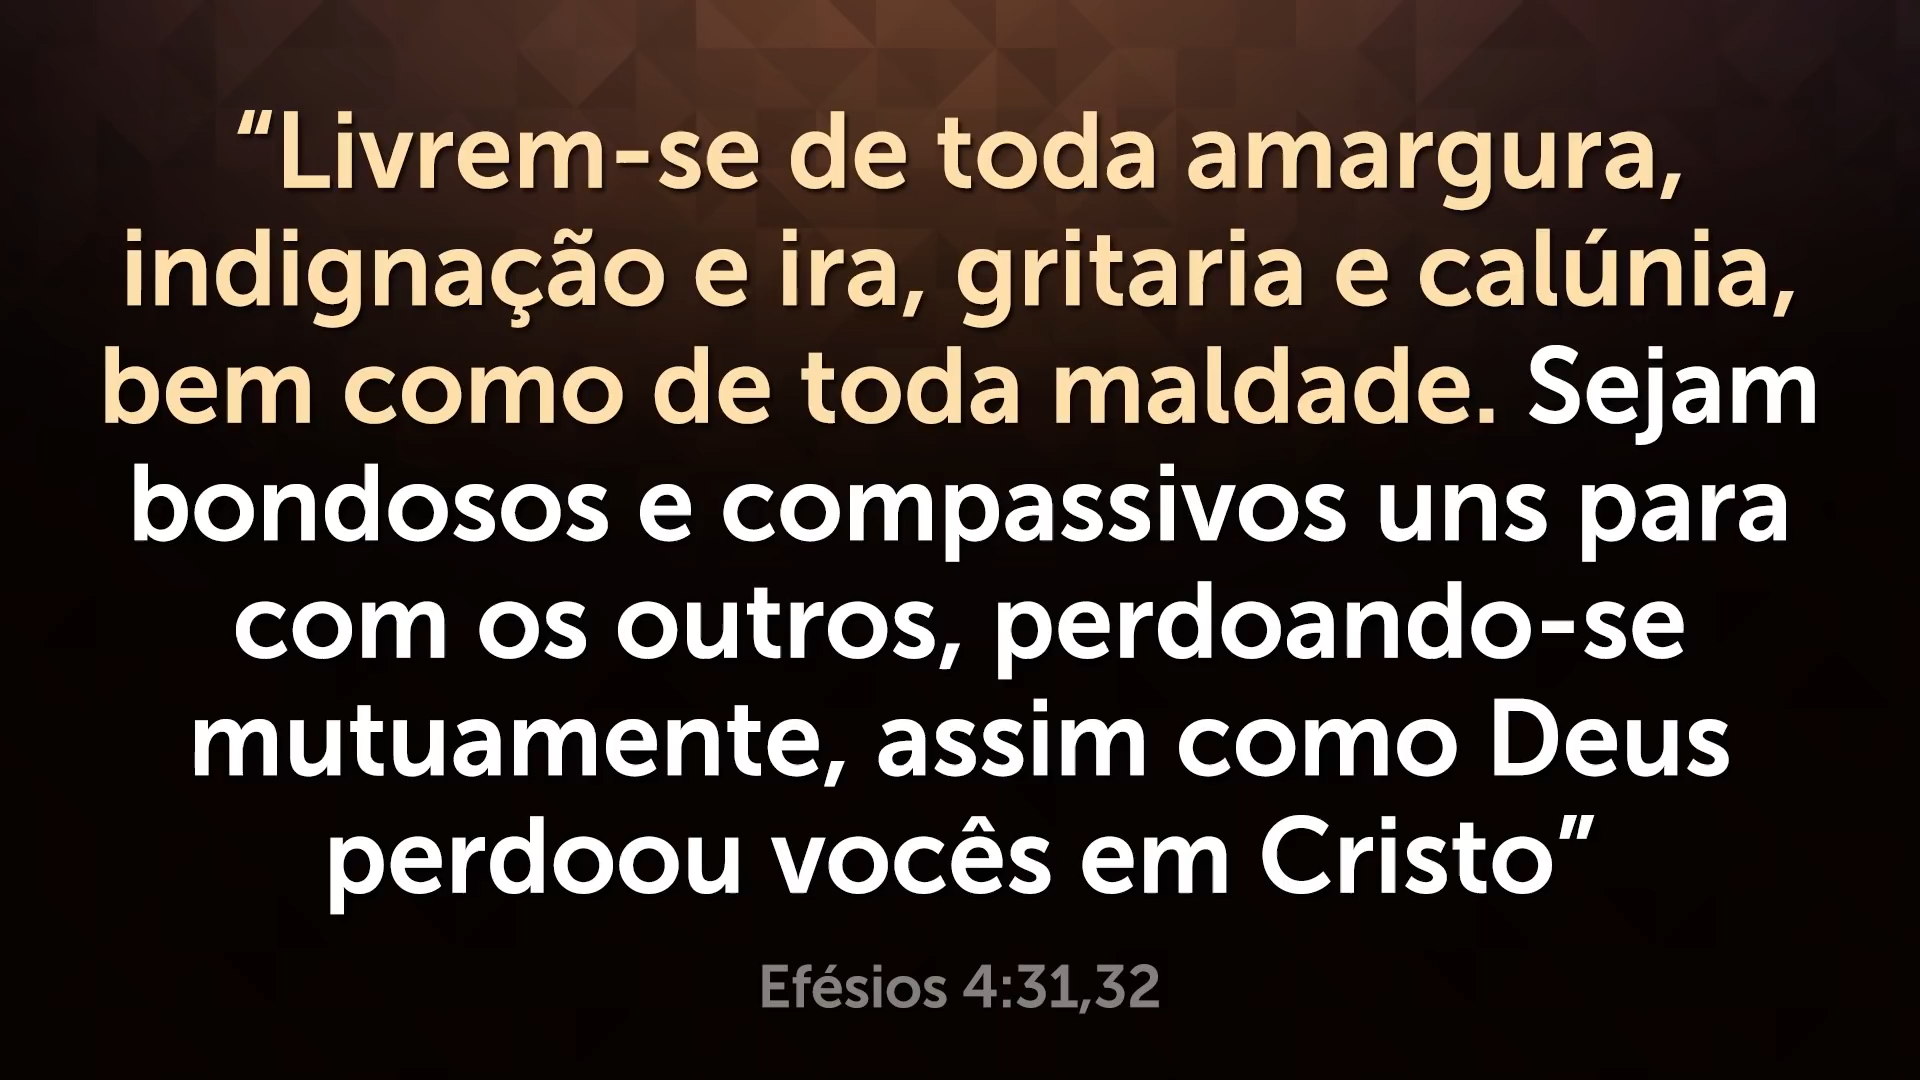 “Livrem-se de toda amargura,
indignação e ira, gritaria e calúnia,
bem como de toda maldade. Sejam
bondosos e compassivos uns para
com os outros, perdoando-se
mutuamente, assim como Deus
perdoou vocês em Cristo”
Efésios 4:31,32